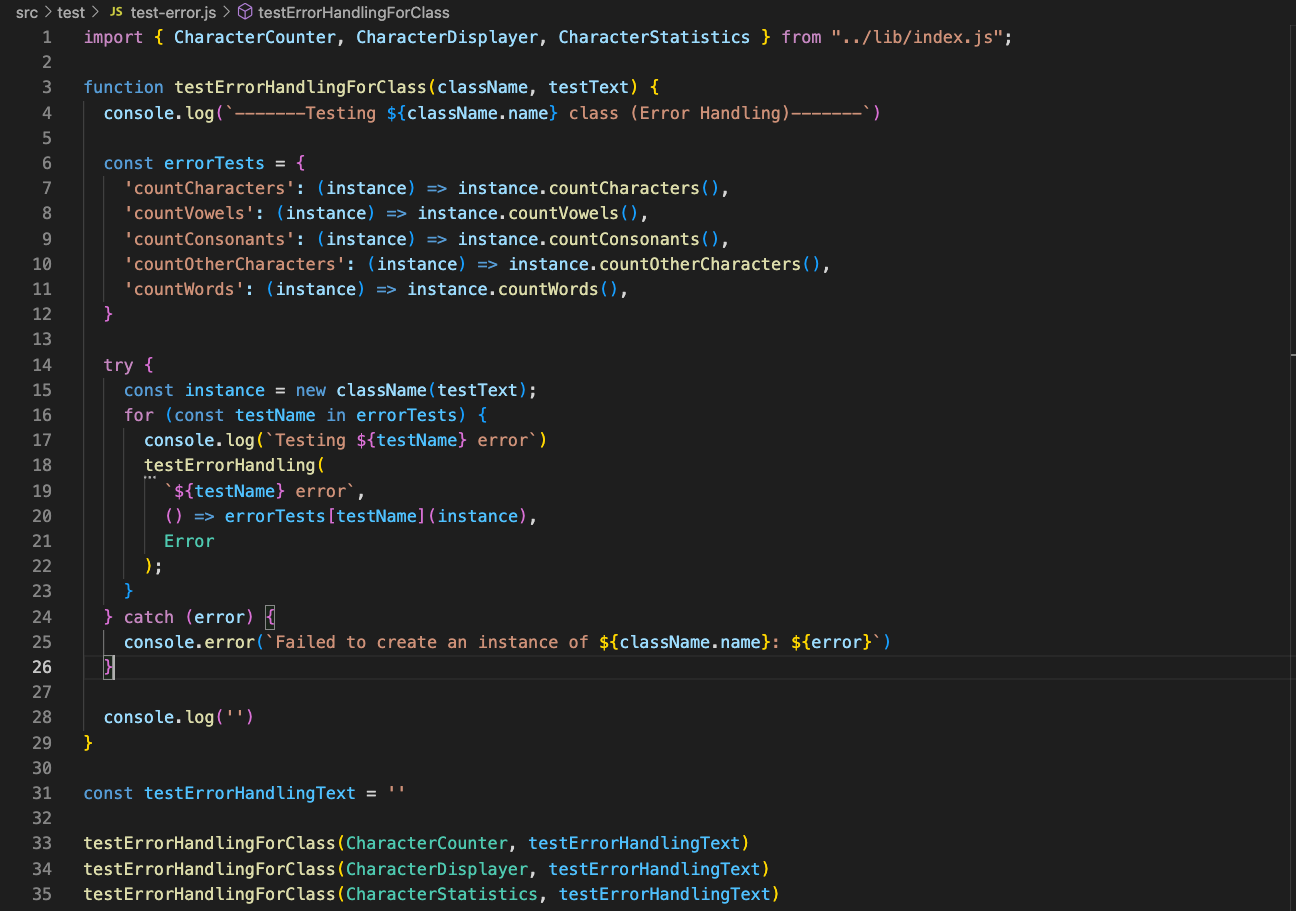 src > test > JS test-error.js > testErrorHandlingForClass
1 import { CharacterCounter, CharacterDisplayer, CharacterStatistics } from "../lib/index.js";
2
3 function testErrorHandlingForClass(className, testText) {
4   console.log(`-------Testing ${className.name} class (Error Handling)-------`)
5
6   const errorTests = {
7     'countCharacters': (instance) => instance.countCharacters(),
8     'countVowels': (instance) => instance.countVowels(),
9     'countConsonants': (instance) => instance.countConsonants(),
10     'countOtherCharacters': (instance) => instance.countOtherCharacters(),
11     'countWords': (instance) => instance.countWords(),
12   }
13
14   try {
15     const instance = new className(testText);
16     for (const testName in errorTests) {
17       console.log(`Testing ${testName} error`)
18       testErrorHandling(
19         `${testName} error`,
20         () => errorTests[testName](instance),
21         Error
22       );
23     }
24   } catch (error) {
25     console.error(`Failed to create an instance of ${className.name}: ${error}`)
26   }
27
28   console.log('')
29 }
30
31 const testErrorHandlingText = ''
32
33 testErrorHandlingForClass(CharacterCounter, testErrorHandlingText)
34 testErrorHandlingForClass(CharacterDisplayer, testErrorHandlingText)
35 testErrorHandlingForClass(CharacterStatistics, testErrorHandlingText)